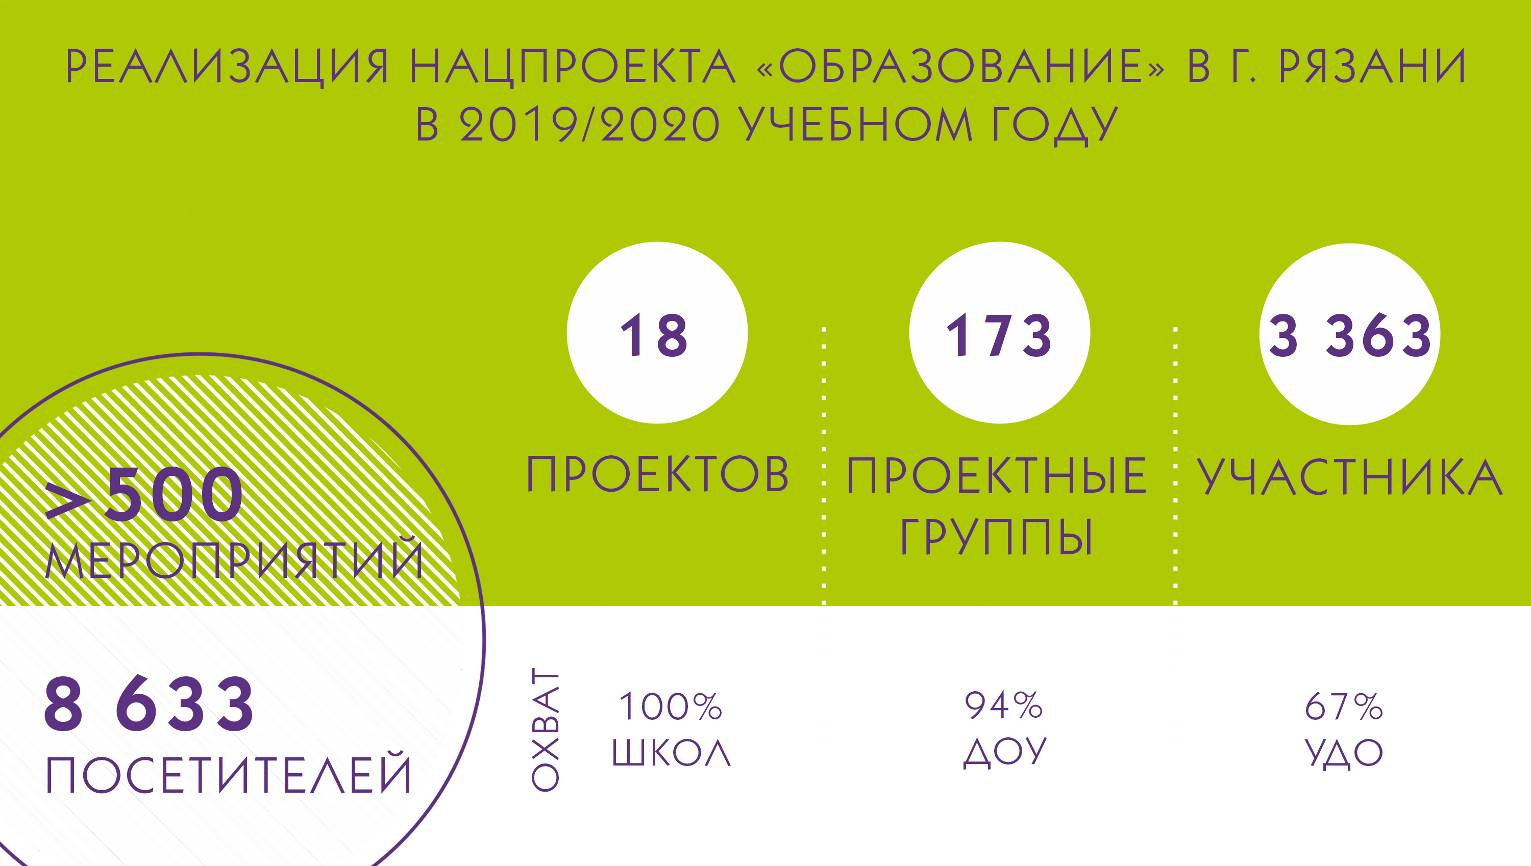 РЕАЛИЗАЦИЯ НАЦПРОЕКТА «ОБРАЗОВАНИЕ» В Г. РЯЗАНИ
В 2019/2020 УЧЕБНОМ ГОДУ
18
ПРОЕКТОВ
173
ПРОЕКТНЫЕ
ГРУППЫ
3 363
УЧАСТНИКА
>500
МЕРОПРИЯТИЙ
8 633
ПОСЕТИТЕЛЕЙ
ОХВАТ
100%
ШКОЛ
94%
ДОУ
67%
УДО